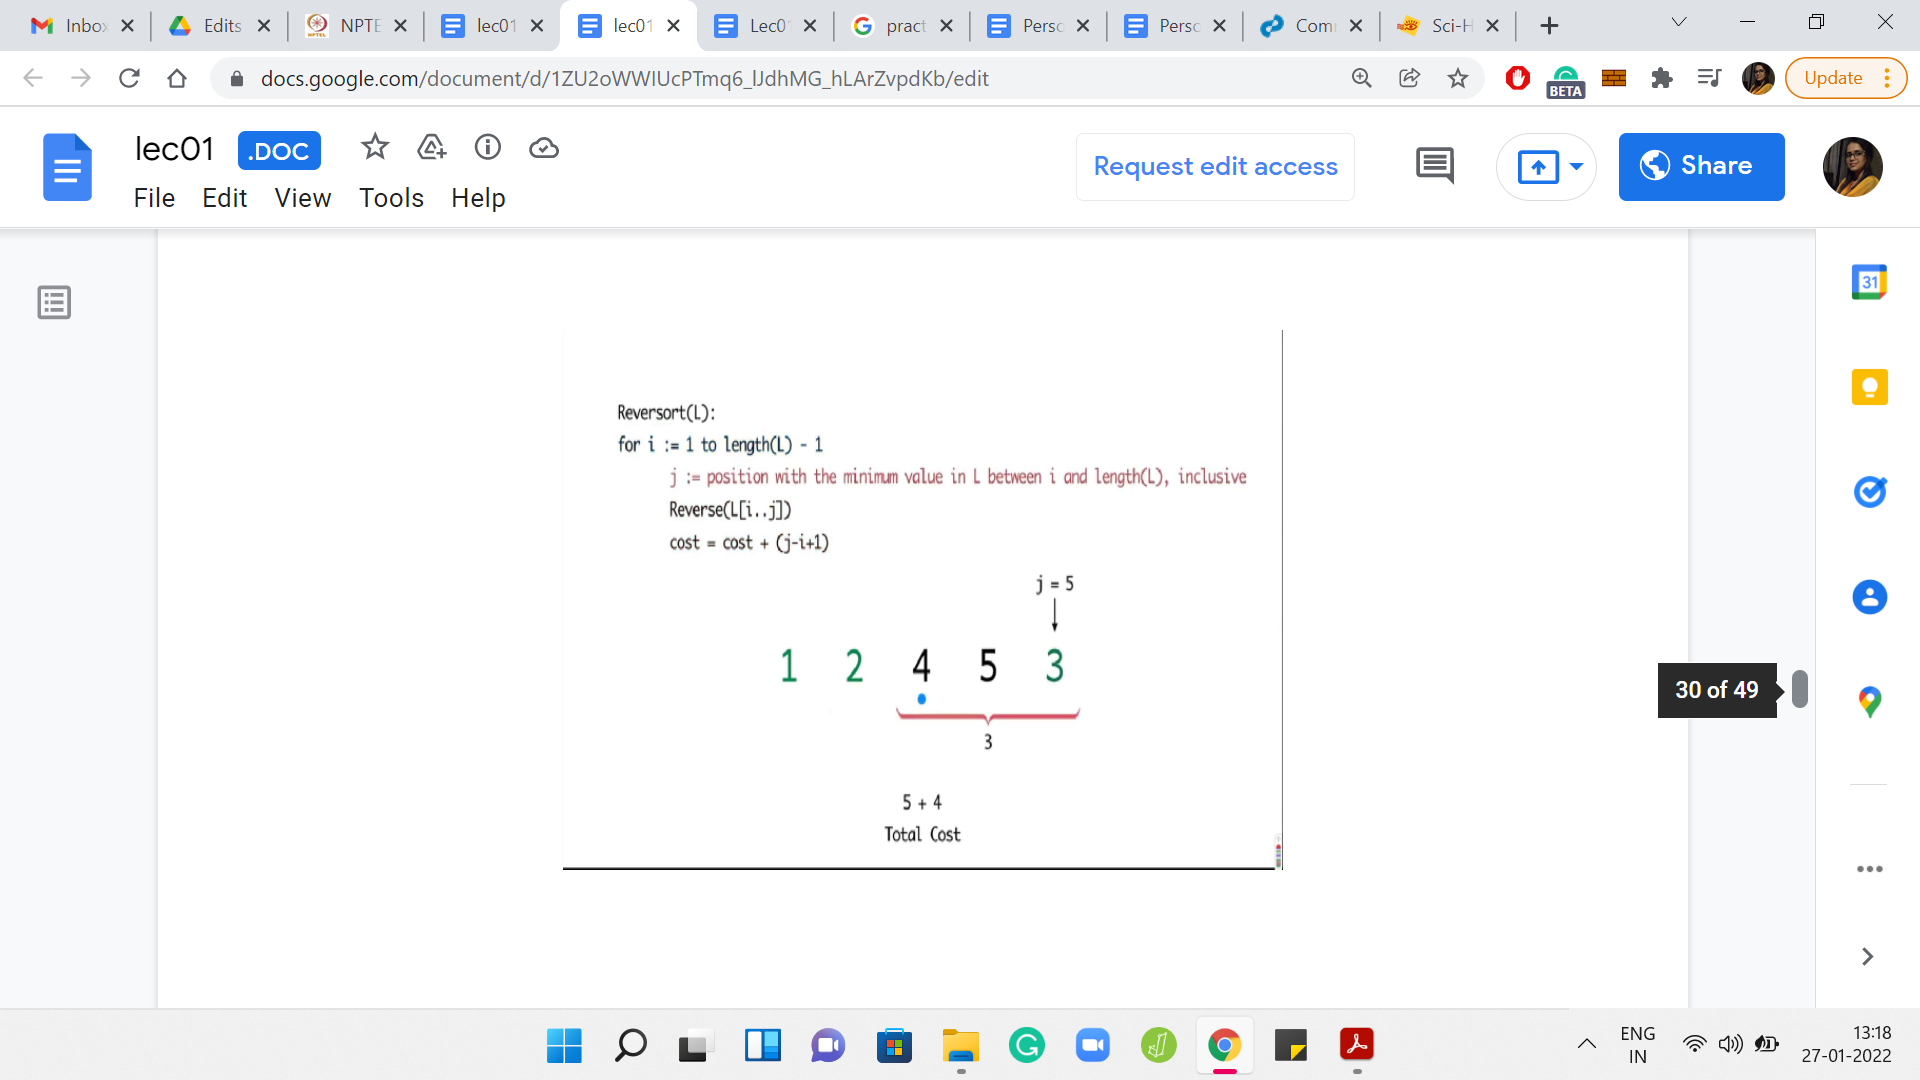 Inbox
Edits
NPTE
lec01
lec01
Lec01
pract
Perso
Perso
Com
Sci-H
docs.google.com/document/d/1ZU2oWWIUcPTmq6_lJdhMG_hLArZvpdKb/edit
BETA
Update
lec01 .DOC
Request edit access
Share
File Edit View Tools Help
31
Reversort(L):
for i := 1 to length(L) - 1
j := position with the minimum value in L between i and length(L), inclusive
Reverse(L[i..j])
cost = cost + (j-i+1)
j = 5
1 2 4 5 3
3
30 of 49
5 + 4
Total Cost
ENG
IN
13:18
27-01-2022